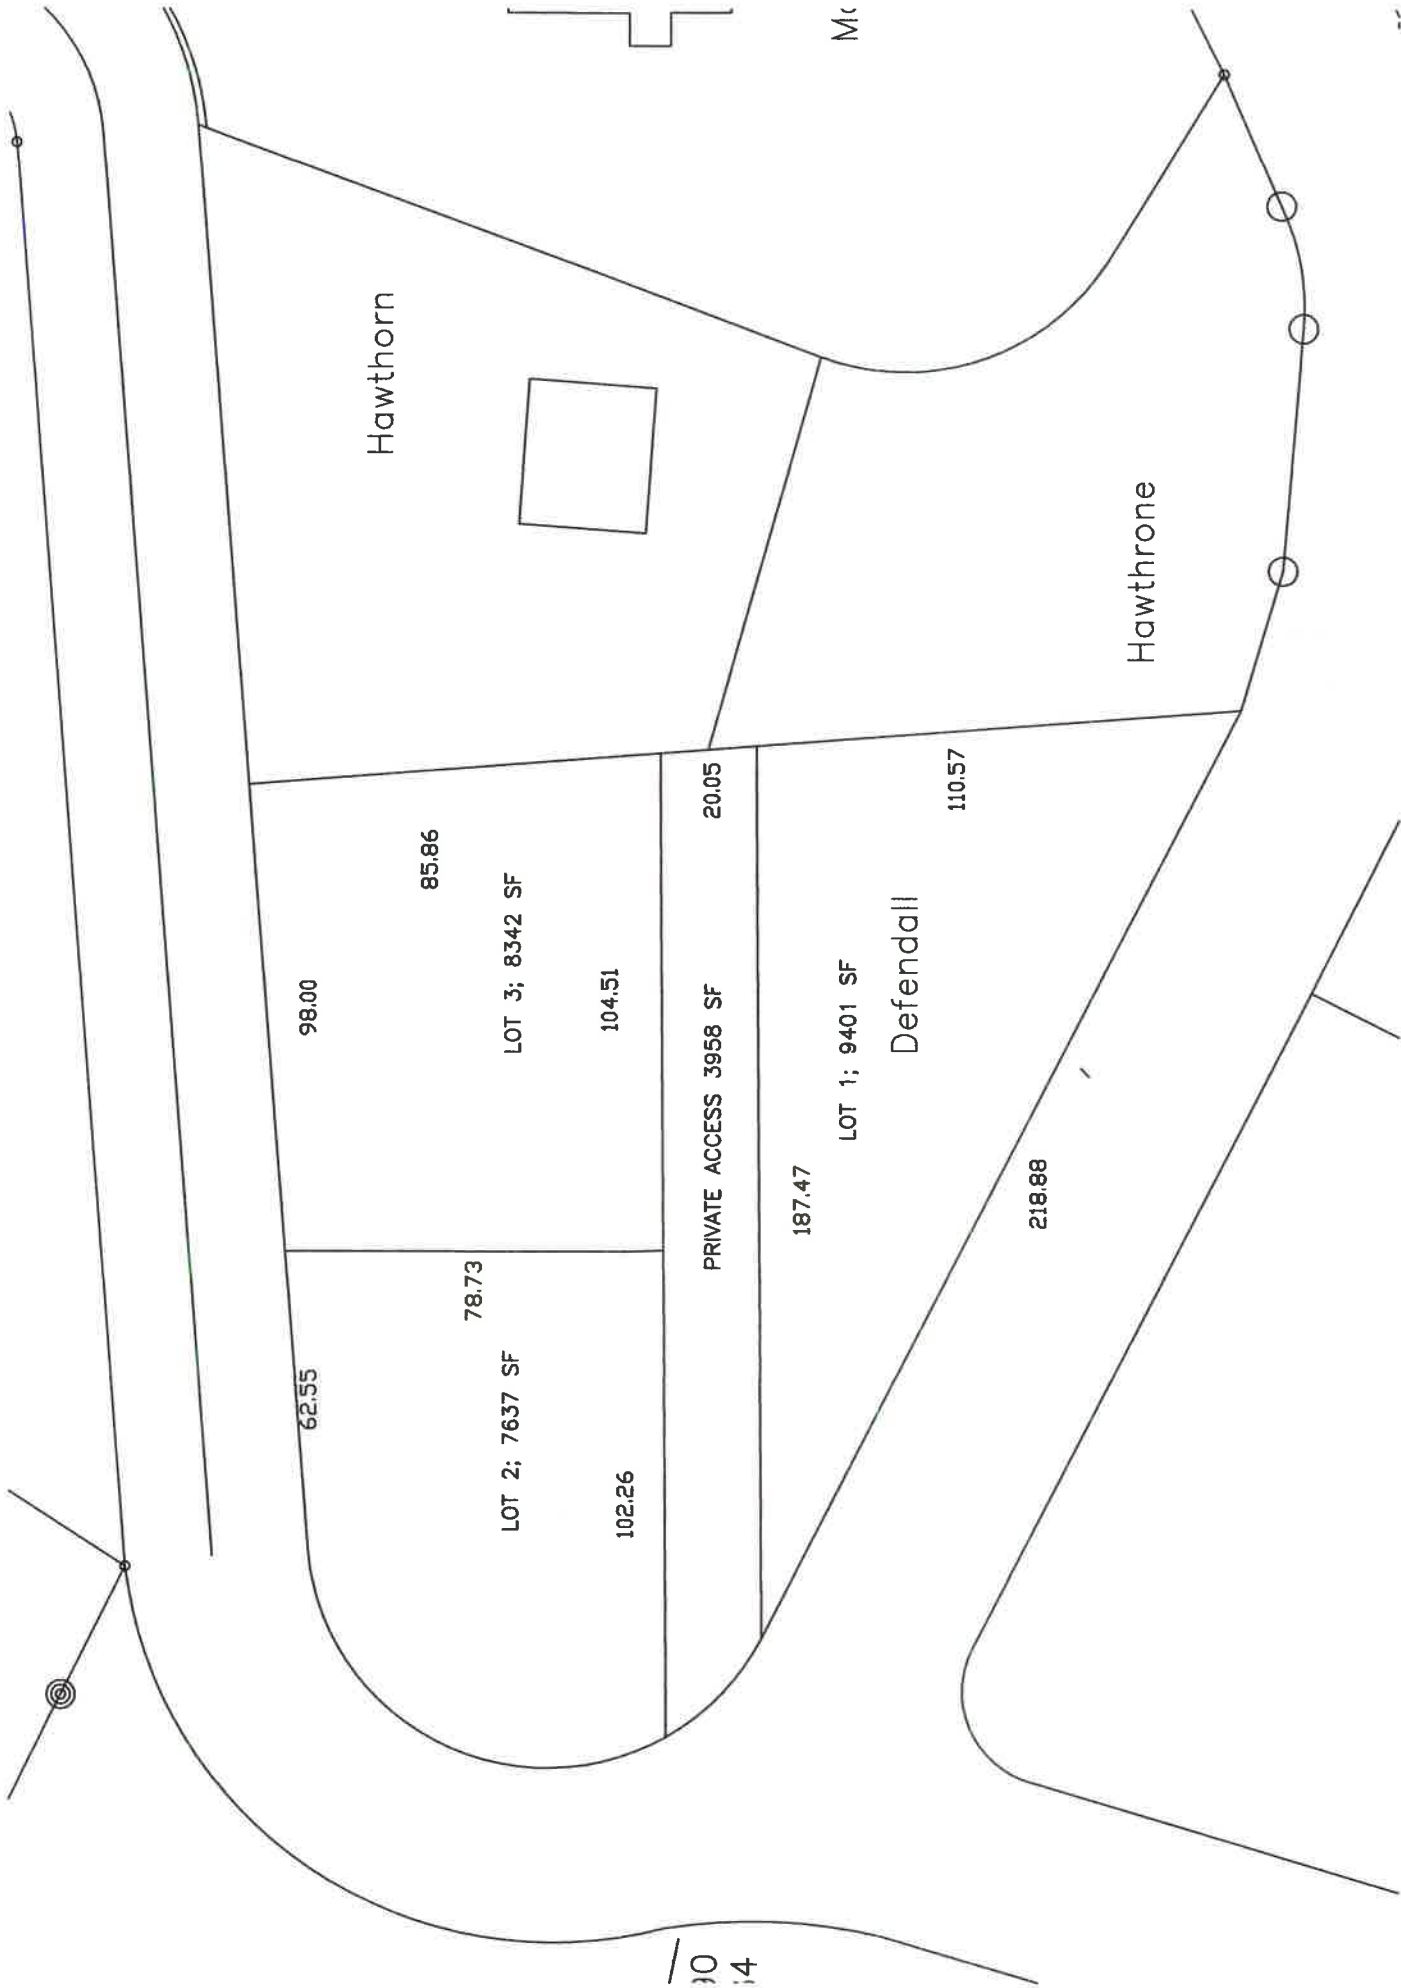 Hawthorn
98.00
85.86
LOT 3; 8342 SF
104.51
62.55
78.73
LOT 2; 7637 SF
102.26
20.05
PRIVATE ACCESS 3958 SF
187.47
LOT 1; 9401 SF
Defendall
110.57
218.88
Hawthrone